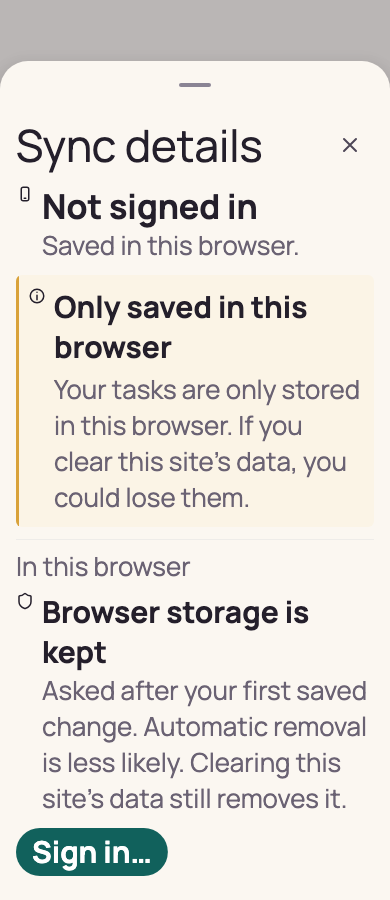 Sync details
Not signed in
Saved in this browser.
Only saved in this
browser
Your tasks are only stored
in this browser. If you
clear this site's data, you
could lose them.
In this browser
Browser storage is
kept
Asked after your first saved
change. Automatic removal
is less likely. Clearing this
site's data still removes it.
Sign in…